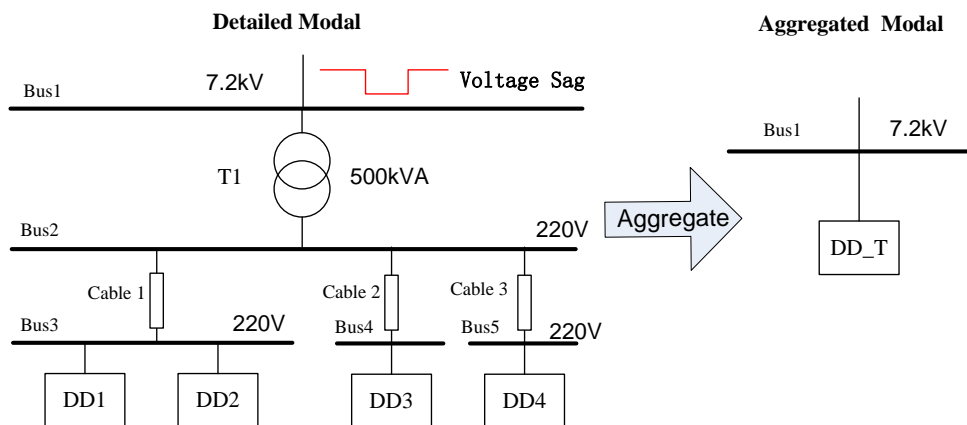 Detailed Modal
Aggregated Modal
7.2kV
Voltage Sag
Bus1
T1
500kVA
Bus2
220V
Cable 1
Cable 2
Cable 3
Bus3
220V
Bus4
Bus5
220V
DD1
DD2
DD3
DD4
Aggregate
Bus1
7.2kV
DD_T